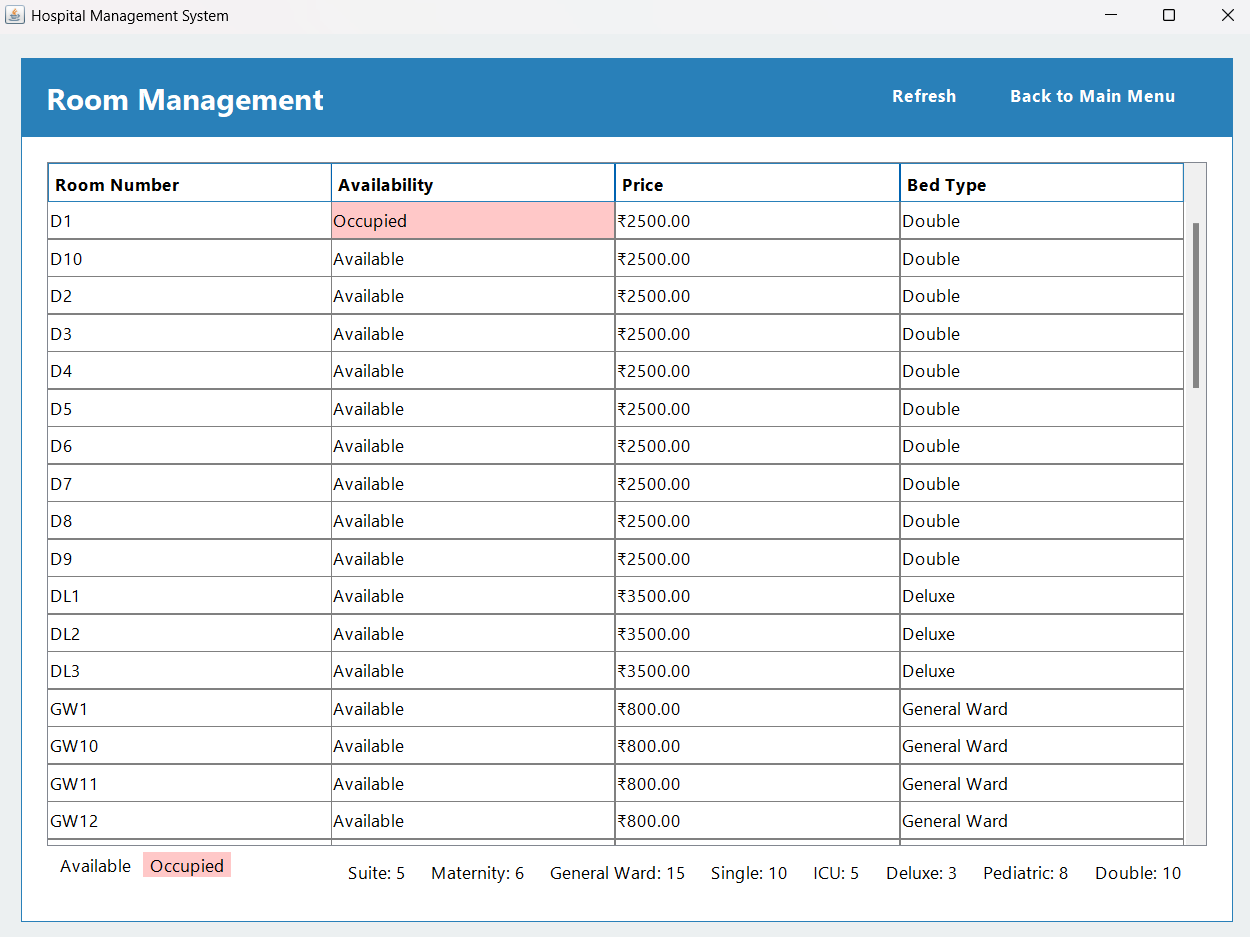 Hospital Management System
Room Management Refresh Back to Main Menu
Room Number Availability Price Bed Type
D1 Occupied ₹2500.00 Double
D10 Available ₹2500.00 Double
D2 Available ₹2500.00 Double
D3 Available ₹2500.00 Double
D4 Available ₹2500.00 Double
D5 Available ₹2500.00 Double
D6 Available ₹2500.00 Double
D7 Available ₹2500.00 Double
D8 Available ₹2500.00 Double
D9 Available ₹2500.00 Double
DL1 Available ₹3500.00 Deluxe
DL2 Available ₹3500.00 Deluxe
DL3 Available ₹3500.00 Deluxe
GW1 Available ₹800.00 General Ward
GW10 Available ₹800.00 General Ward
GW11 Available ₹800.00 General Ward
GW12 Available ₹800.00 General Ward
Available Occupied Suite: 5 Maternity: 6 General Ward: 15 Single: 10 ICU: 5 Deluxe: 3 Pediatric: 8 Double: 10